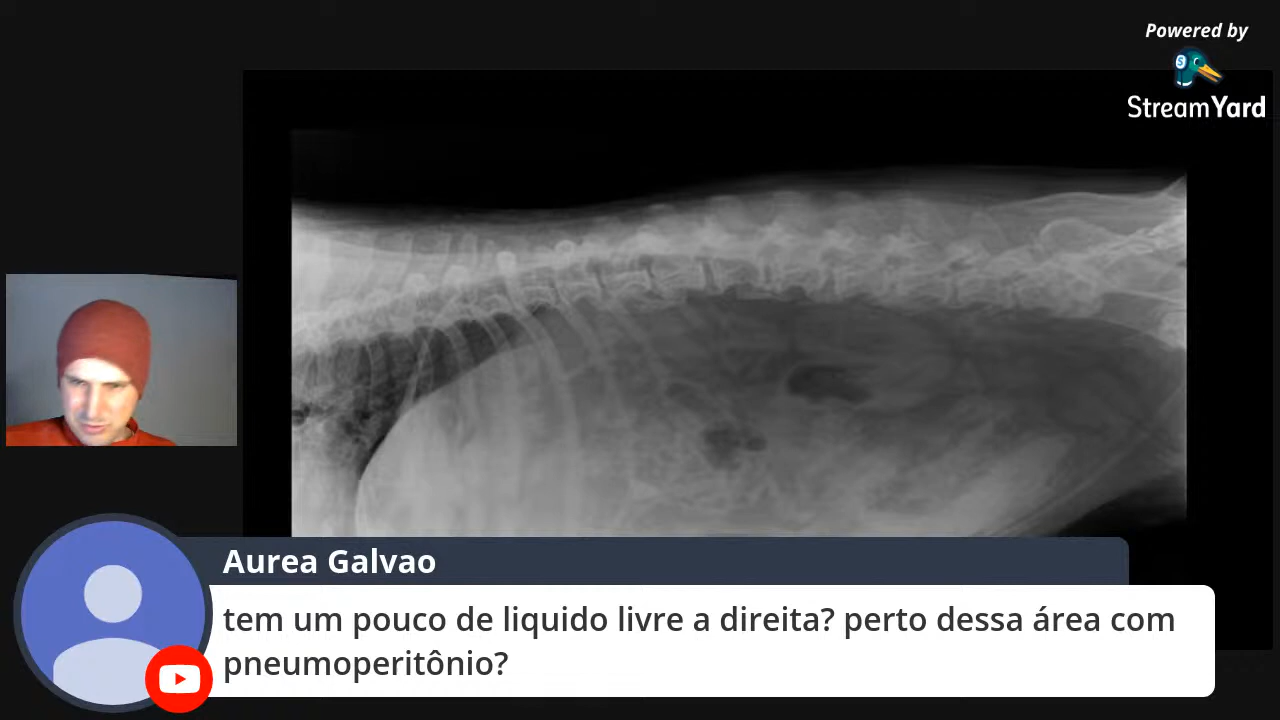 Powered by
StreamYard
Aurea Galvao
tem um pouco de liquido livre a direita? perto dessa área com
pneumoperitônio?